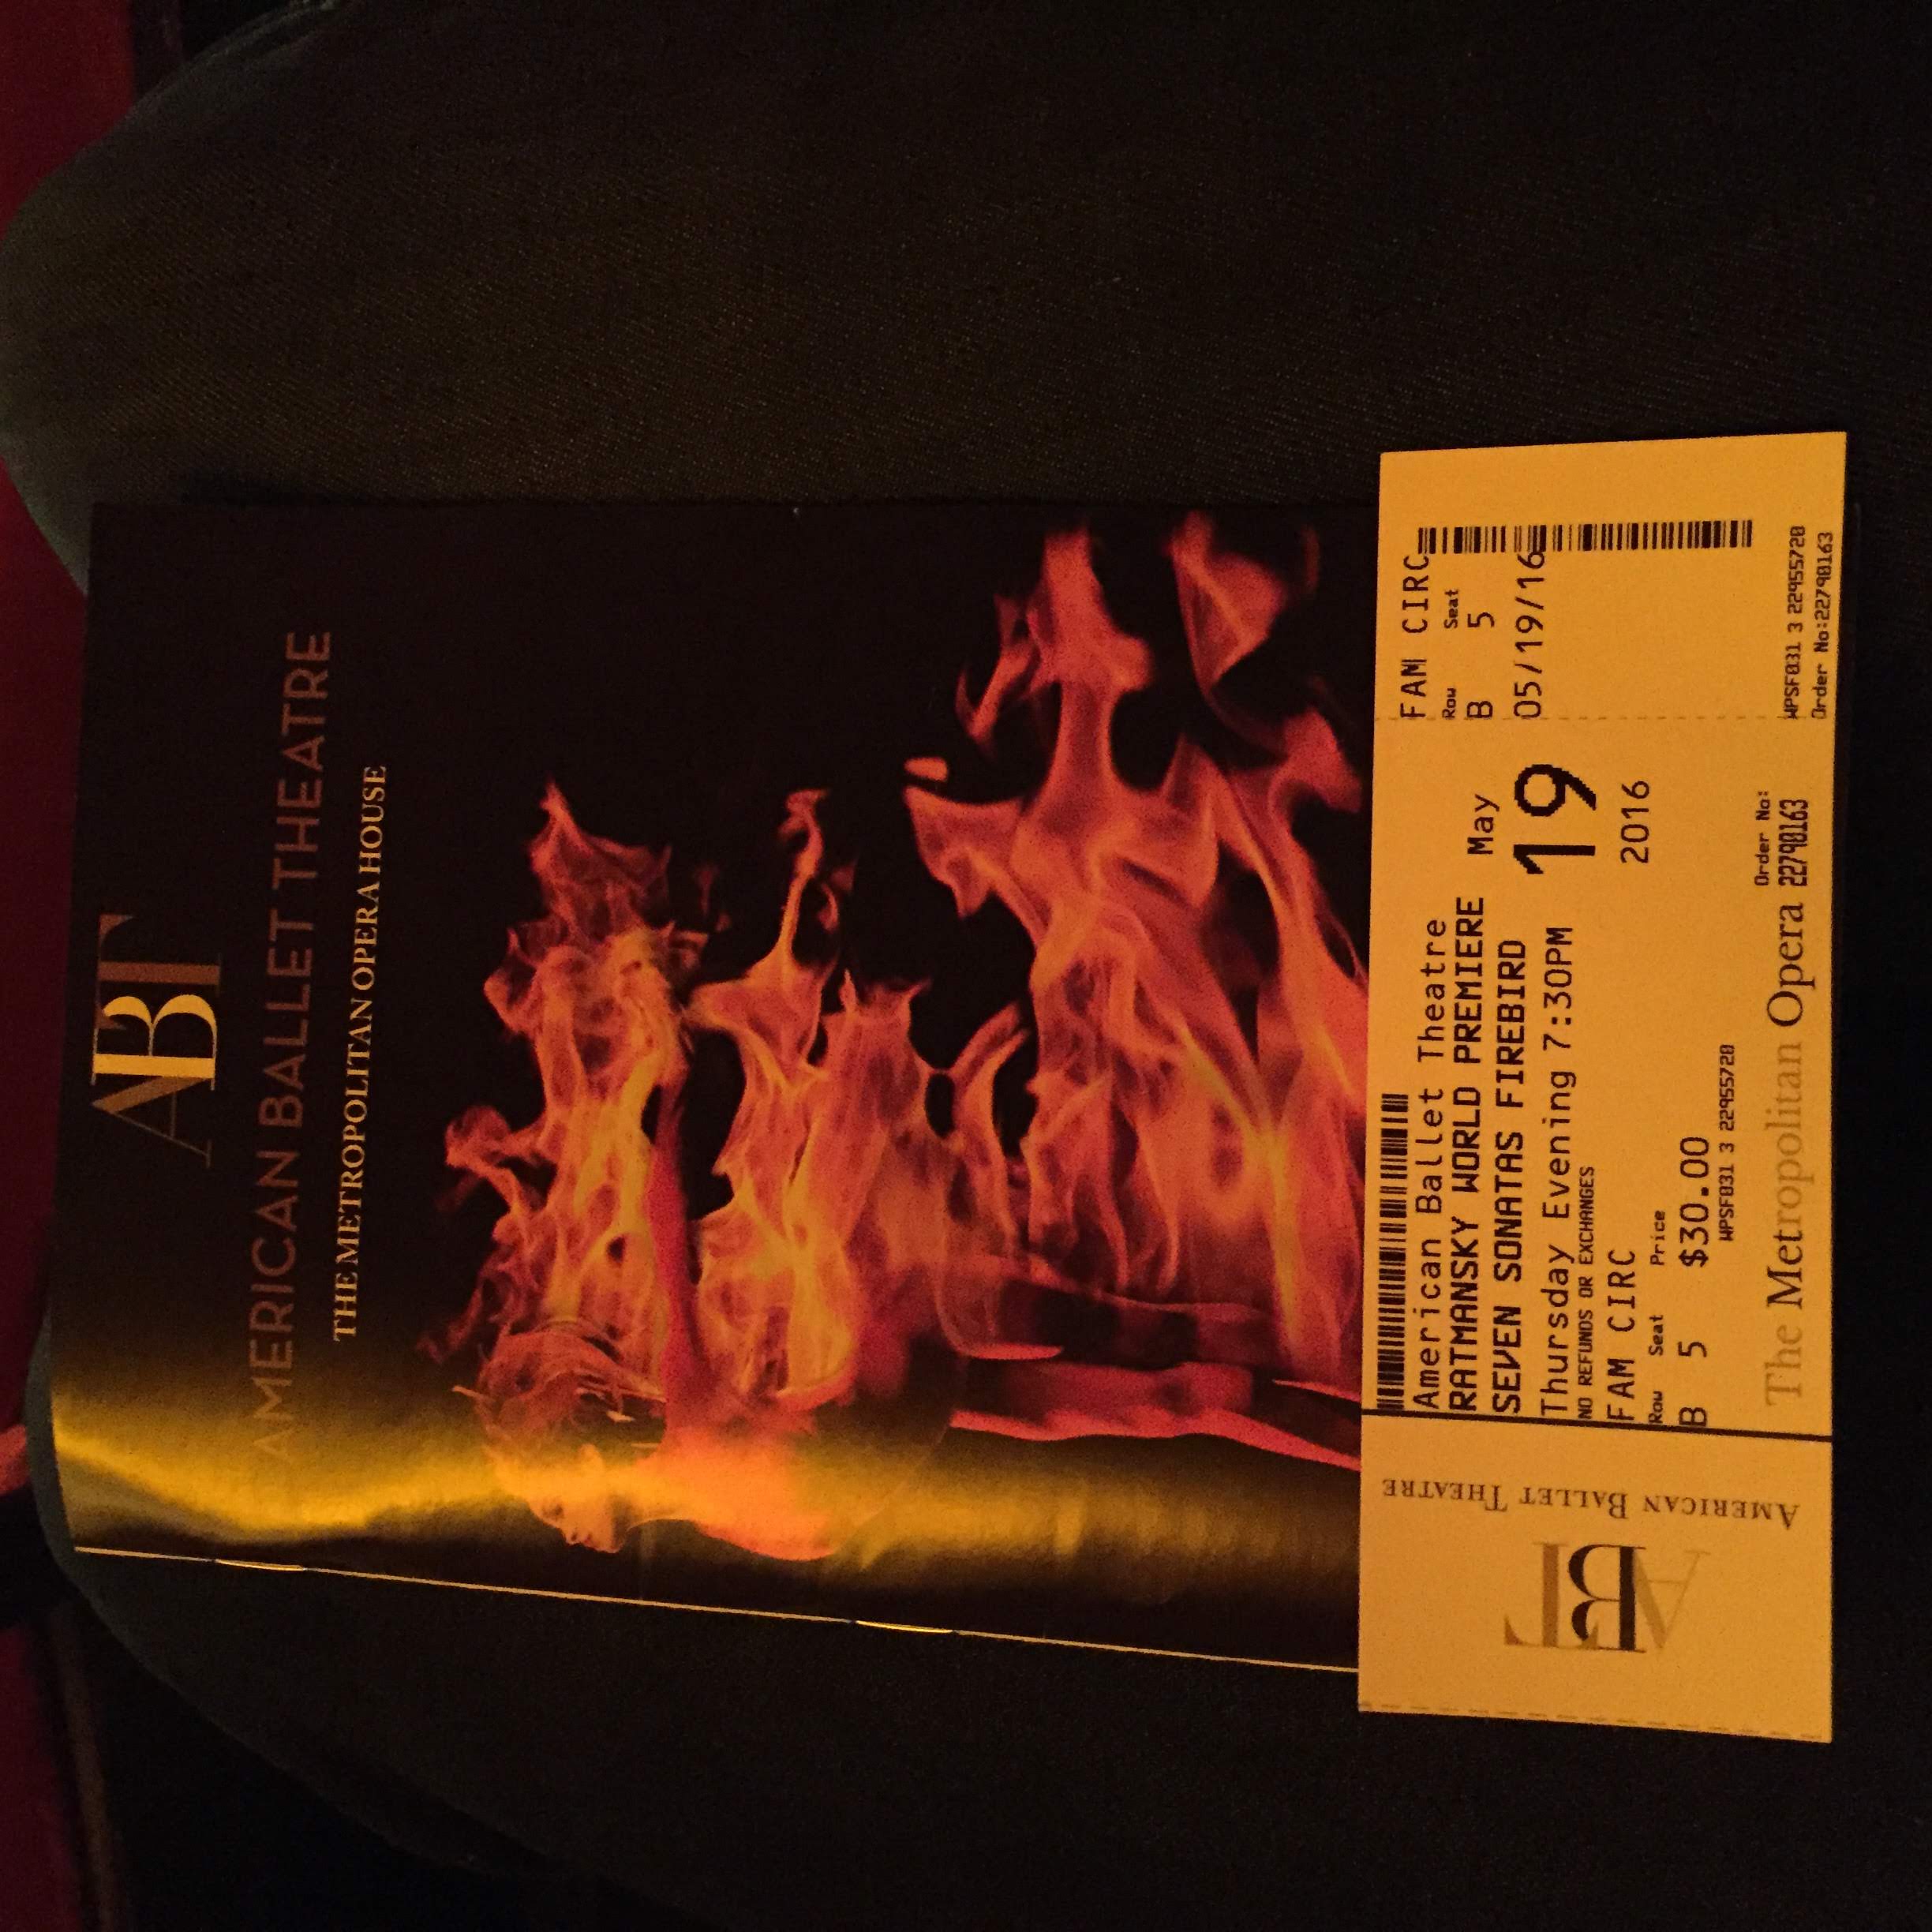 ABT
AMERICAN BALLET THEATRE
THE METROPOLITAN OPERA HOUSE
ABT
AMERICAN BALLET THEATRE
American Ballet Theatre
RATMANSKY WORLD PREMIERE
SEVEN SONATAS FIREBIRD
Thursday Evening 7:30PM
NO REFUNDS OR EXCHANGES
FAM CIRC
Row Seat Price
B 5 $30.00
WPSF031 3 22955720
The Metropolitan Opera
May
19
2016
Order No:
22790163
FAM CIRC
Row Seat
B 5
05/19/16
WPSF031 3 22955720
Order No:22790163